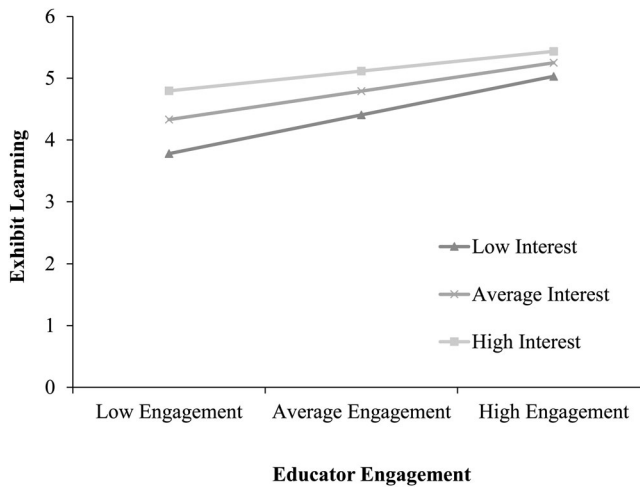 6
5
4
3
2
1
0
Exhibit Learning
Low Interest
Average Interest
High Interest
Low Engagement Average Engagement High Engagement
Educator Engagement